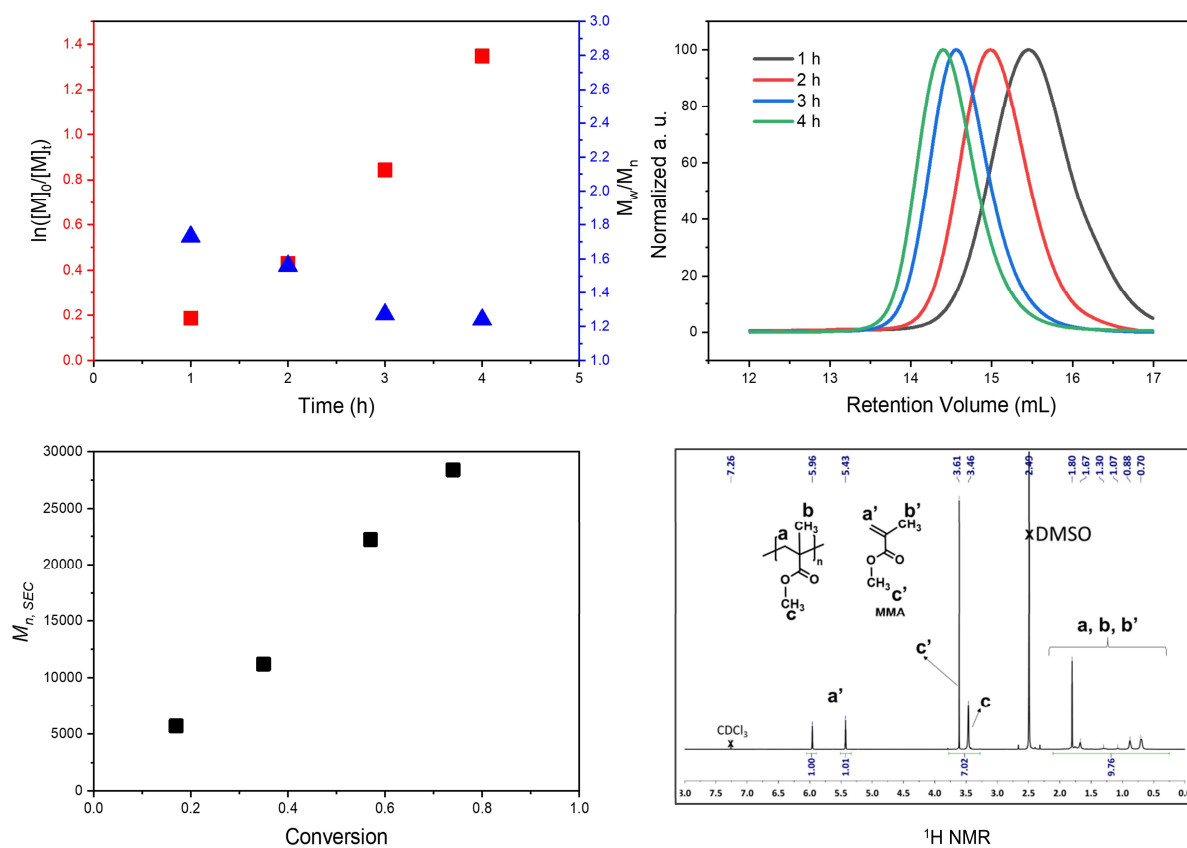 ln([M]0/[M]t)
1.4
1.2
1.0
0.8
0.6
0.4
0.2
0.0
3.0
2.8
2.6
2.4
2.2
2.0
1.8
1.6
1.4
1.2
1.0
Mw/Mn
0 1 2 3 4 5
Time (h)
Normalized a. u.
100
80
60
40
20
0
1 h
2 h
3 h
4 h
12 13 14 15 16 17
Retention Volume (mL)
Mn, SEC
30000
25000
20000
15000
10000
5000
0
0.0 0.2 0.4 0.6 0.8 1.0
Conversion
7.26 5.96 5.43 3.61 3.46 2.49 1.80 1.67 1.30 1.07 0.88 0.70
b a' b'
a CH3 CH3
n
O O O O
CH3 CH3 c'
c MMA
xDMSO
a, b, b'
c'
a' c
CDCl3
x
1.00 1.01 7.02 9.76
8.0 7.5 7.0 6.5 6.0 5.5 5.0 4.5 4.0 3.5 3.0 2.5 2.0 1.5 1.0 0.5
1H NMR